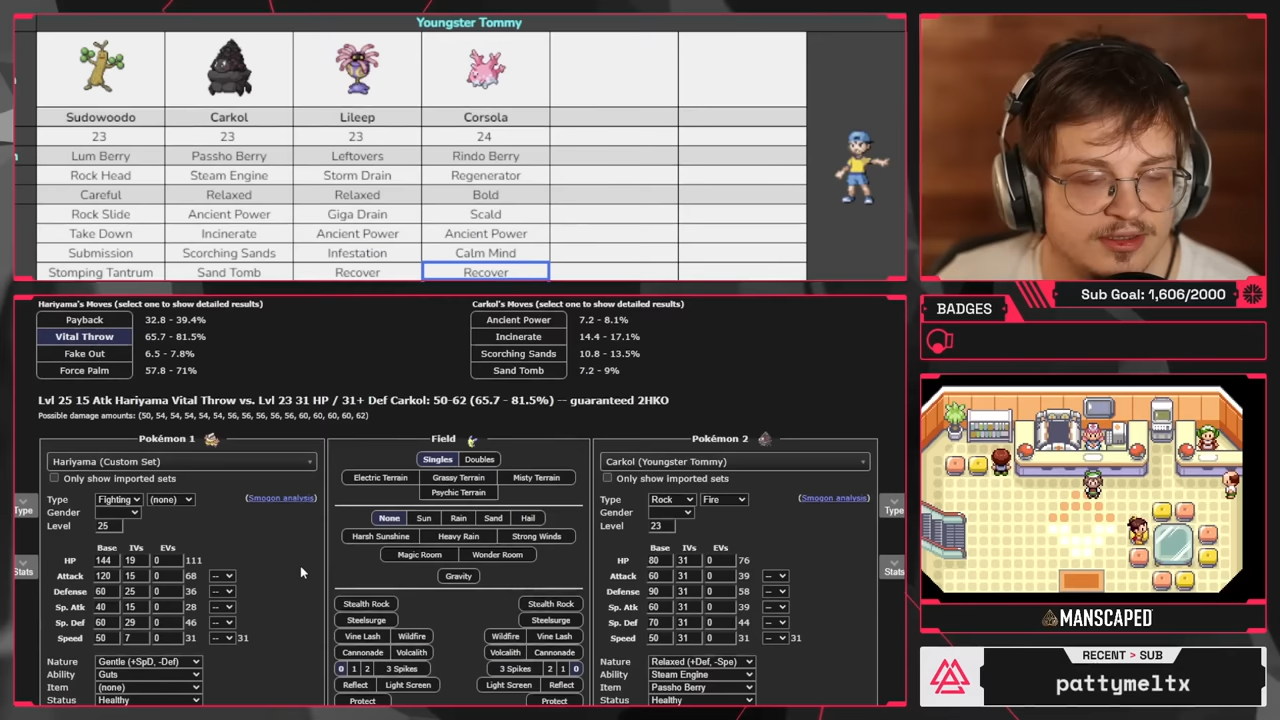 Youngster Tommy
Sudowoodo Carkol Lileep Corsola
23 23 23 24
Lum Berry Passho Berry Leftovers Rindo Berry
Rock Head Steam Engine Storm Drain Regenerator
Careful Relaxed Relaxed Bold
Rock Slide Ancient Power Giga Drain Scald
Take Down Incinerate Ancient Power Ancient Power
Submission Scorching Sands Infestation Calm Mind
Stomping Tantrum Sand Tomb Recover Recover
Hariyama's Moves (select one to show detailed results) Carkol's Moves (select one to show detailed results)
Payback 32.8 - 39.4% Ancient Power 7.2 - 8.1%
Vital Throw 65.7 - 81.5% Incinerate 14.4 - 17.1%
Fake Out 6.5 - 7.8% Scorching Sands 10.8 - 13.5%
Force Palm 57.8 - 71% Sand Tomb 7.2 - 9%
Lvl 25 15 Atk Hariyama Vital Throw vs. Lvl 23 31 HP / 31+ Def Carkol: 50-62 (65.7 - 81.5%) -- guaranteed 2HKO
Possible damage amounts: (50, 54, 54, 54, 54, 54, 56, 56, 56, 56, 56, 60, 60, 60, 60, 62)
Pokémon 1 Field Pokémon 2
Hariyama (Custom Set) Singles Doubles Carkol (Youngster Tommy)
Only show imported sets Electric Terrain Grassy Terrain Misty Terrain Only show imported sets
Psychic Terrain
Type Type Fighting (none) (Smogon analysis) Type Rock Fire (Smogon analysis) Type
Gender Gender
Level 25 None Sun Rain Sand Hail Level 23
Harsh Sunshine Heavy Rain Strong Winds
Base IVs EVs Magic Room Wonder Room Base IVs EVs
HP 144 19 0 111 HP 80 31 0 76
Stats Attack 120 15 0 68 -- Gravity Attack 60 31 0 39 -- Stats
Defense 60 25 0 36 -- Defense 90 31 0 58 --
Sp. Atk 40 15 0 28 -- Stealth Rock Stealth Rock Sp. Atk 60 31 0 39 --
Sp. Def 60 29 0 46 -- Steelsurge Steelsurge Sp. Def 70 31 0 44 --
Speed 50 7 0 31 -- 31 Vine Lash Wildfire Wildfire Vine Lash Speed 50 31 0 31 -- 31
Cannonade Volcalith Volcalith Cannonade
Nature Gentle (+SpD, -Def) 0 1 2 3 Spikes 3 Spikes 2 1 0 Nature Relaxed (+Def, -Spe)
Ability Guts Reflect Light Screen Light Screen Reflect Ability Steam Engine
Item (none) Protect Protect Item Passho Berry
Status Healthy Status Healthy
Sub Goal: 1,606/2000
BADGES
MANSCAPED
RECENT > SUB
pattymeltx